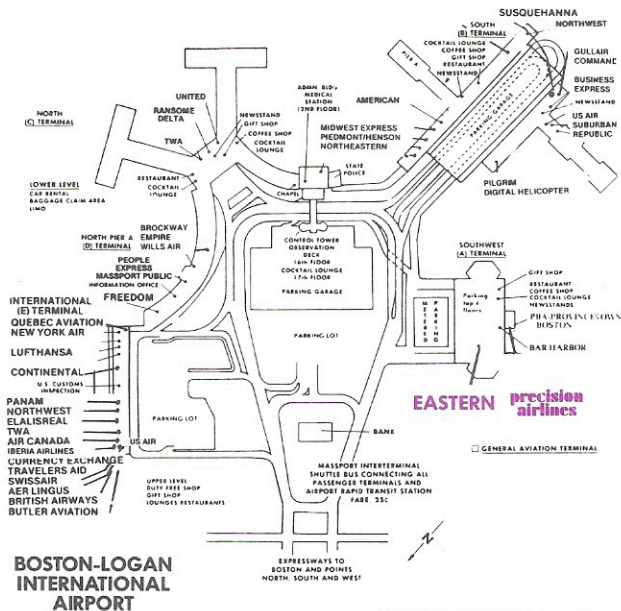 SUSQUEHANNA
NORTHWEST
SOUTH
(B) TERMINAL
COCKTAIL LOUNGE
COFFEE SHOP
GIFT SHOP
RESTAURANT
NEWSSTAND
PIER A
GULLAIR
COMMAND
BUSINESS
EXPRESS
NEWSSTAND
US AIR
SUBURBAN
REPUBLIC
PARKING GARAGE
PILGRIM
DIGITAL HELICOPTER
AMERICAN
MIDWEST EXPRESS
PIEDMONT/HENSON
NORTHEASTERN
ADMN BLDG
MEDICAL
STATION
(2ND FLOOR)
STATE
POLICE
CHAPEL
UNITED
RANSOME
DELTA
TWA
NEWSSTAND
GIFT SHOP
COFFEE SHOP
COCKTAIL
LOUNGE
NORTH
(C) TERMINAL
RESTAURANT
COCKTAIL
LOUNGE
LOWER LEVEL
CAR RENTAL
BAGGAGE CLAIM AREA
LIMO
NORTH PIER A
(D) TERMINAL
BROCKWAY
EMPIRE
WILLS AIR
PEOPLE
EXPRESS
MASSPORT PUBLIC
INFORMATION OFFICE
FREEDOM
CONTROL TOWER
OBSERVATION
DECK
16th FLOOR
COCKTAIL LOUNGE
17th FLOOR
PARKING GARAGE
PARKING LOT
SOUTHWEST
(A) TERMINAL
GIFT SHOP
RESTAURANT
COFFEE SHOP
COCKTAIL LOUNGE
NEWSSTANDS
Parking
top 4
floors
METERED
PARKING
PBA-PROVINCETOWN
BOSTON
BAR HARBOR
EASTERN
precision
airlines
GENERAL AVIATION TERMINAL
INTERNATIONAL
(E) TERMINAL
QUEBEC AVIATION
NEW YORK AIR
LUFTHANSA
CONTINENTAL
U.S. CUSTOMS
INSPECTION
PANAM
NORTHWEST
ELALISREAL
TWA
AIR CANADA
IBERIA AIRLINES
US AIR
CURRENCY EXCHANGE
TRAVELERS AID
SWISSAIR
AER LINGUS
BRITISH AIRWAYS
BUTLER AVIATION
PARKING LOT
UPPER LEVEL
DUTY FREE SHOP
GIFT SHOP
LOUNGES RESTAURANTS
BANK
MASSPORT INTERTERMINAL
SHUTTLE BUS CONNECTING ALL
PASSENGER TERMINALS AND
AIRPORT RAPID TRANSIT STATION
FARE. 25c
N
EXPRESSWAYS TO
BOSTON AND POINTS
NORTH, SOUTH AND WEST
BOSTON-LOGAN
INTERNATIONAL
AIRPORT